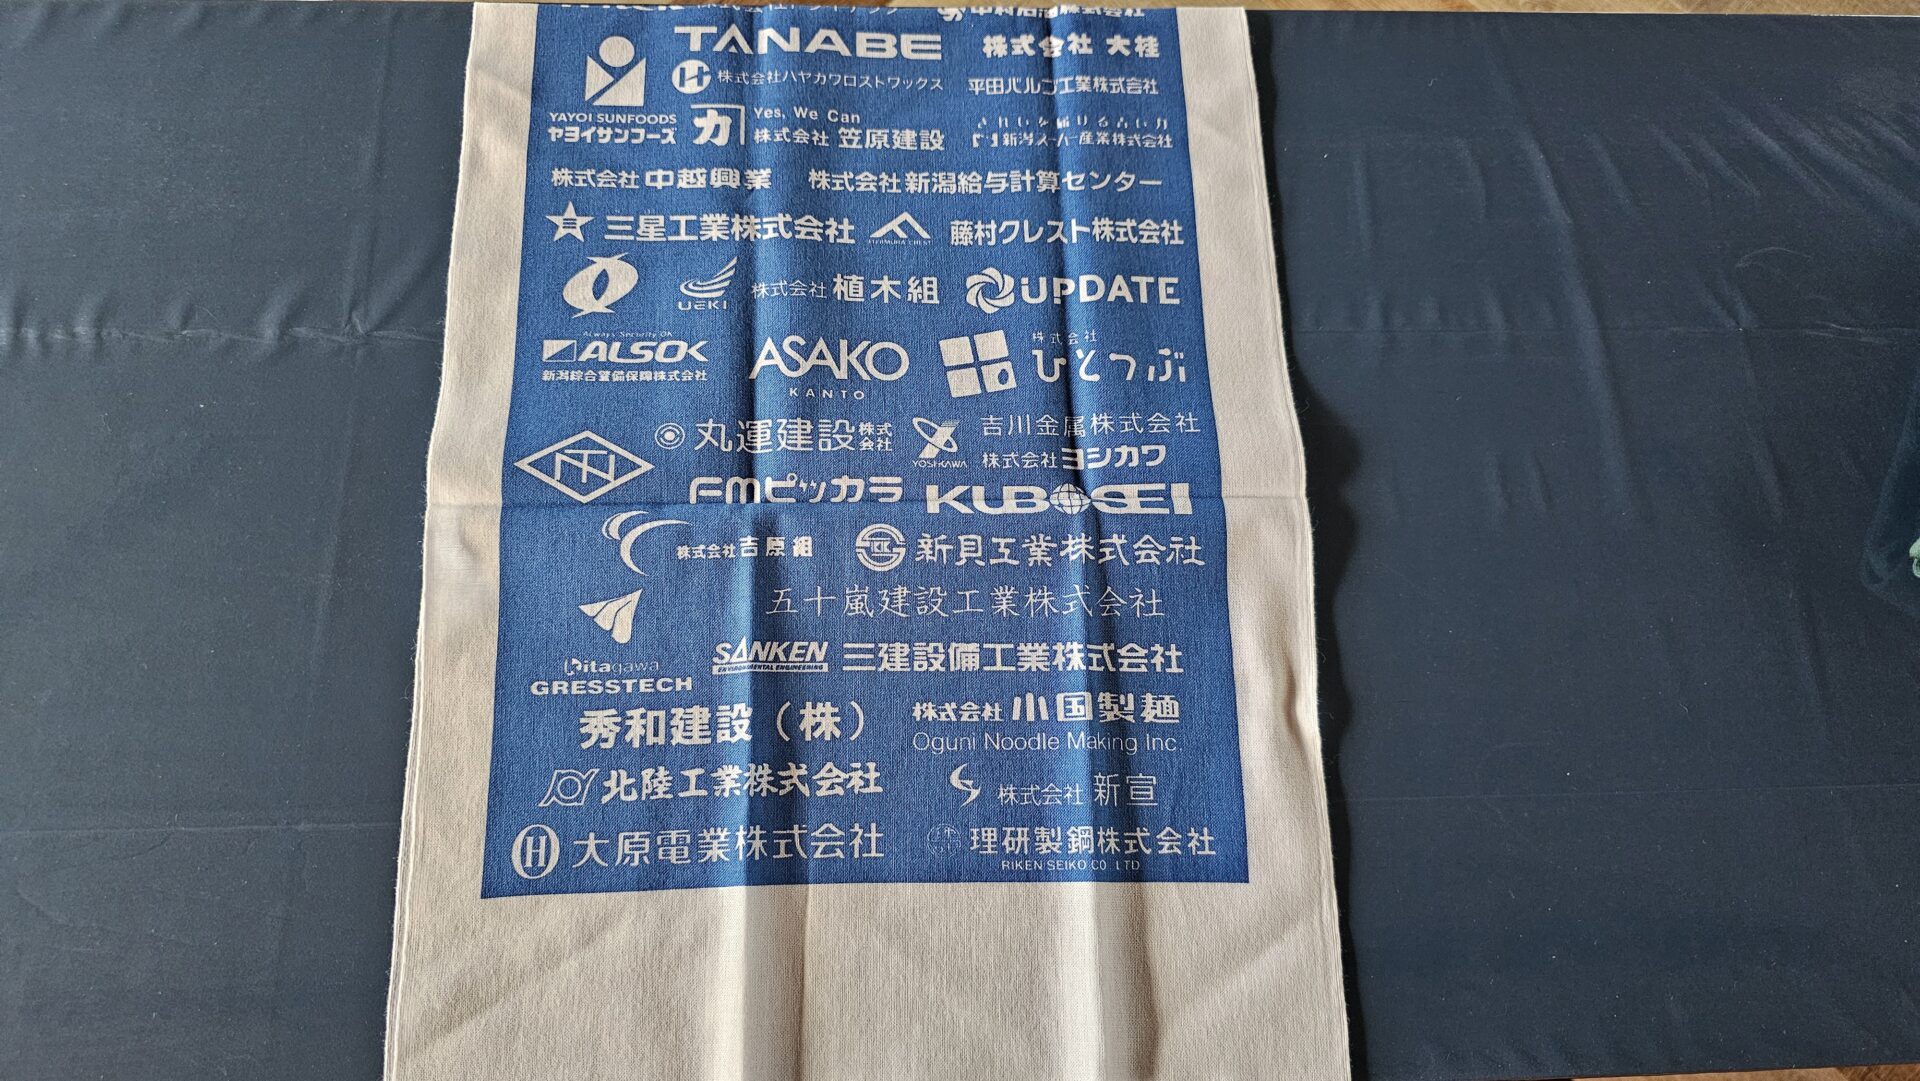 TANABE
株式会社 大桂
株式会社ハヤカワロストワックス
平田バルブ工業株式会社
YAYOI SUNFOODS
ヤヨイサンフーズ
力
Yes, We Can
株式会社 笠原建設
株式会社 中越興業
株式会社 新潟給与計算センター
三星工業株式会社
藤村クレスト株式会社
UEKI
株式会社 植木組
UPDATE
Always Security OK
ALSOK
新潟綜合警備保障株式会社
ASAKO
KANTO
株式会社
ひとつぶ
丸運建設株式会社
YOSHIKAWA
吉川金属株式会社
株式会社ヨシカワ
FMピッカラ
KUBOSEI
株式会社 吉原組
新貝工業株式会社
五十嵐建設工業株式会社
Kitagawa
GRESSTECH
SANKEN
ENVIRONMENTAL ENGINEERING
三建設備工業株式会社
秀和建設（株）
株式会社 小国製麺
Oguni Noodle Making Inc.
北陸工業株式会社
株式会社 新宣
H
大原電業株式会社
理研製鋼株式会社
RIKEN SEIKO CO LTD